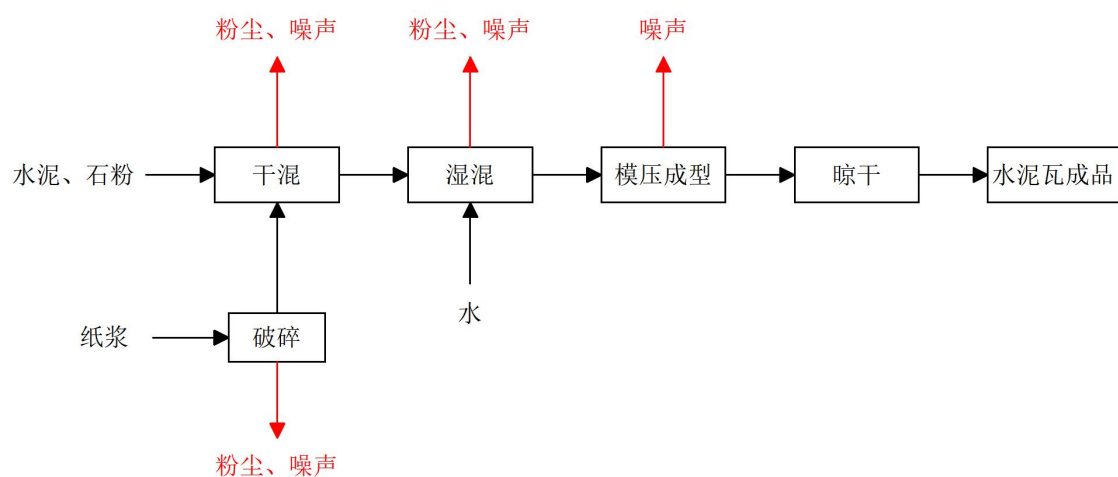 粉尘、噪声
粉尘、噪声
噪声
水泥、石粉
干混
湿混
模压成型
晾干
水泥瓦成品
水
纸浆
破碎
粉尘、噪声